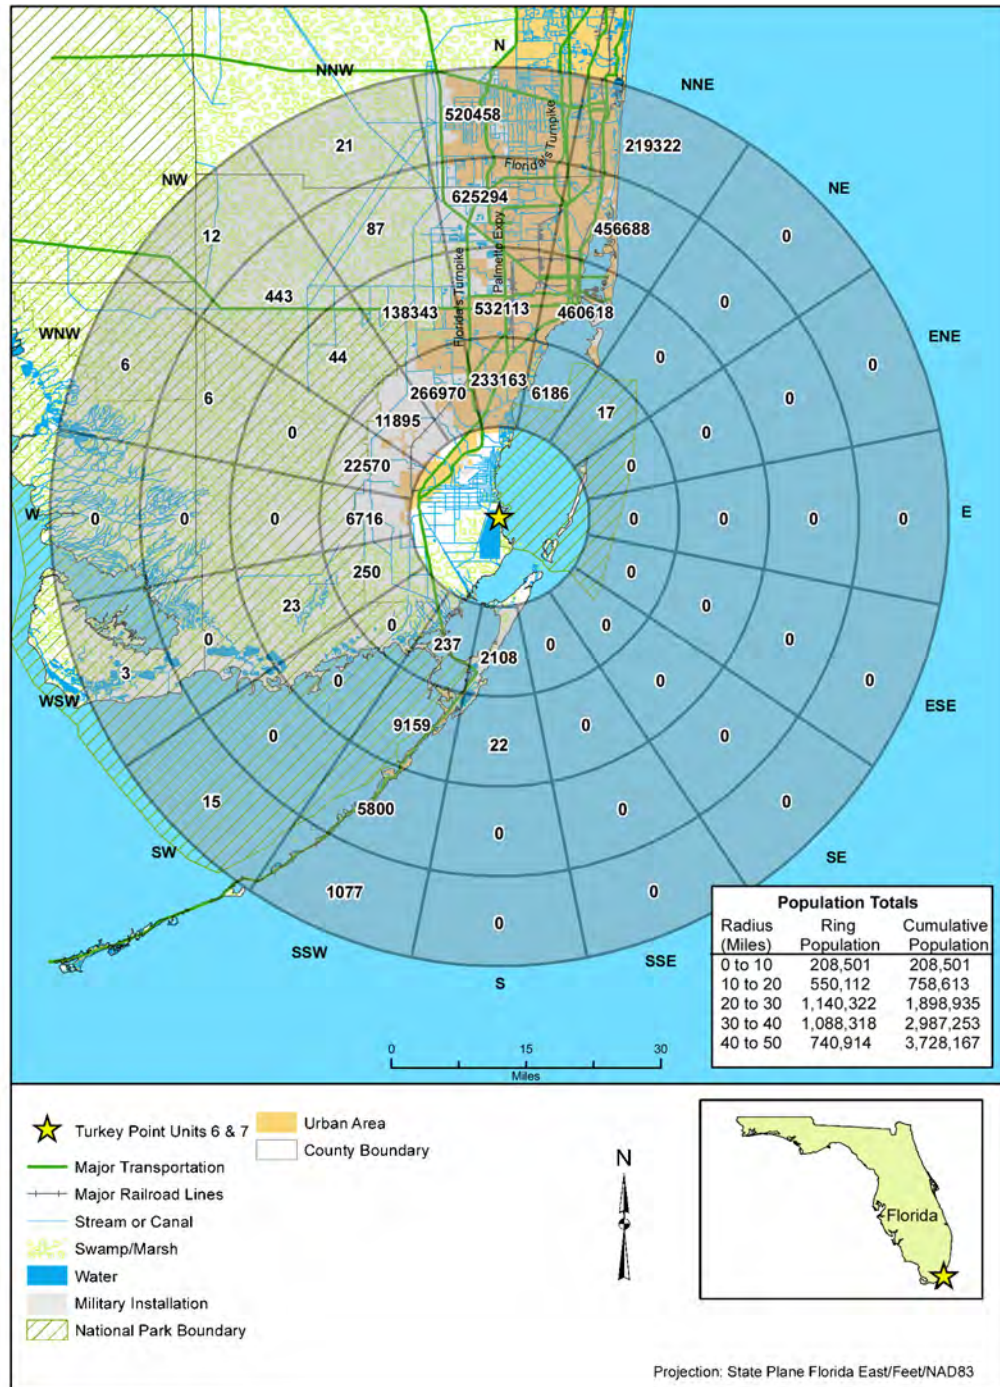 N
NNW
NNE
520458
21
219322
Florida's Turnpike
NW
NE
625294
12
87
456688
0
Palmetto Expy
Florida's Turnpike
443
0
138343
532113
460618
WNW
ENE
44
0
6
0
233163
266970
6186
6
0
17
11895
0
0
22570
0
W
0
0
0
6716
0
0
0
0
E
250
0
23
0
0
0
0
237
0
0
2108
3
0
0
WSW
ESE
9159
0
0
22
0
15
5800
0
0
0
SW
SE
1077
0
0
SSW
SSE
S
Population Totals
Radius (Miles) Ring Population Cumulative Population
0 to 10 208,501 208,501
10 to 20 550,112 758,613
20 to 30 1,140,322 1,898,935
30 to 40 1,088,318 2,987,253
40 to 50 740,914 3,728,167
0 15 30
Miles
Turkey Point Units 6 & 7
Major Transportation
Major Railroad Lines
Stream or Canal
Swamp/Marsh
Water
Military Installation
National Park Boundary
Urban Area
County Boundary
N
Florida
Projection: State Plane Florida East/Feet/NAD83